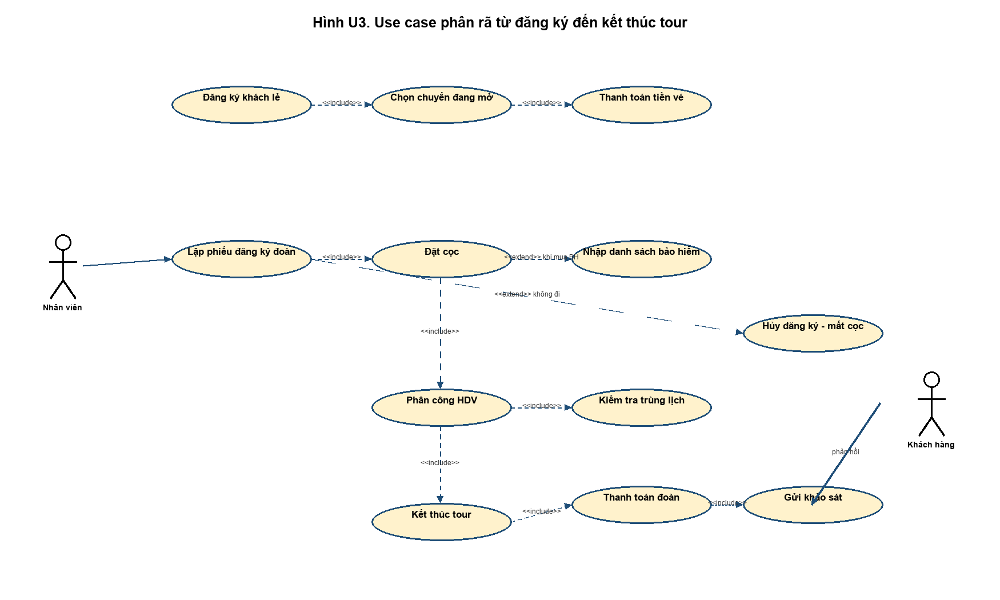 Hình U3. Use case phân rã từ đăng ký đến kết thúc tour
Đăng ký khách lẻ
<<include>>
Chọn chuyến đang mở
<<include>>
Thanh toán tiền vé
Lập phiếu đăng ký đoàn
<<include>>
Đặt cọc
<<extend>> khi mua BH
Nhập danh sách bảo hiểm
<<extend>> không đi
Nhân viên
<<include>>
Hủy đăng ký - mất cọc
Phân công HDV
<<include>>
Kiểm tra trùng lịch
Khách hàng
phản hồi
<<include>>
Thanh toán đoàn
<<include>>
Gửi khảo sát
<<include>>
Kết thúc tour